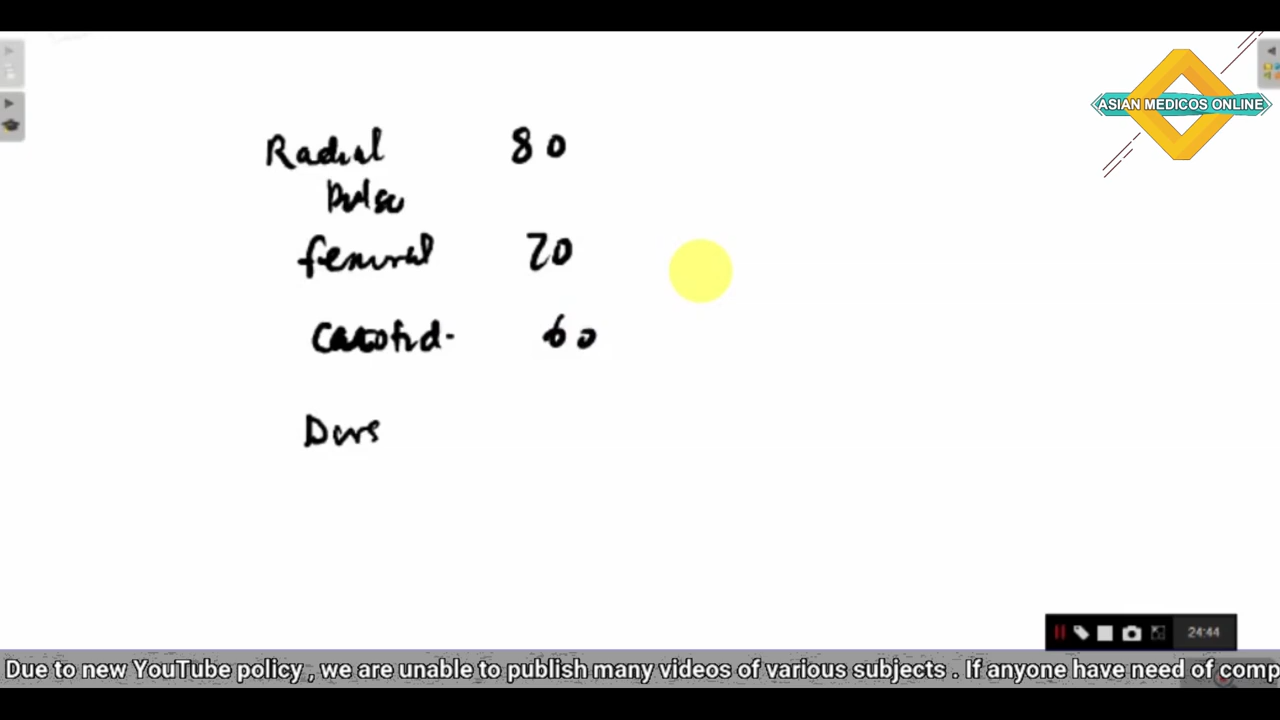 ASIAN MEDICOS ONLINE
Radial 80
Pulse
femoral 70
Carotid. 60
Dors
24:44
Due to new YouTube policy , we are unable to publish many videos of various subjects . If anyone have need of comp